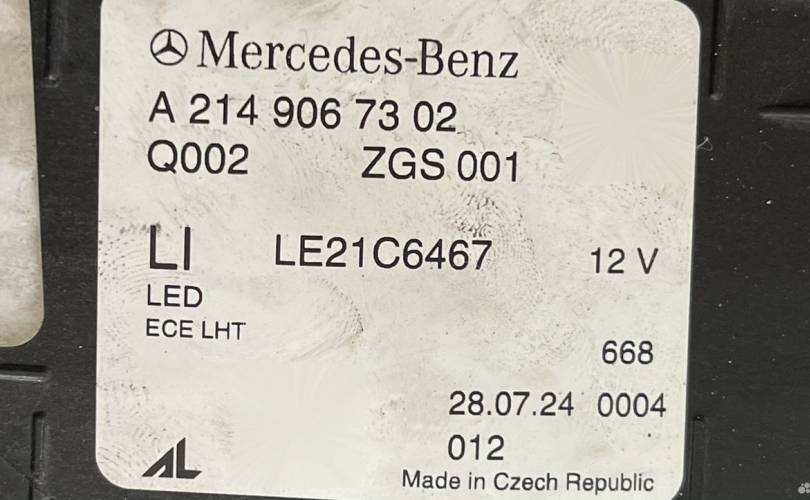 Mercedes-Benz
A 214 906 73 02
Q002 ZGS 001
LI LE21C6467 12 V
LED
ECE LHT
668
28.07.24 0004
012
AL Made in Czech Republic